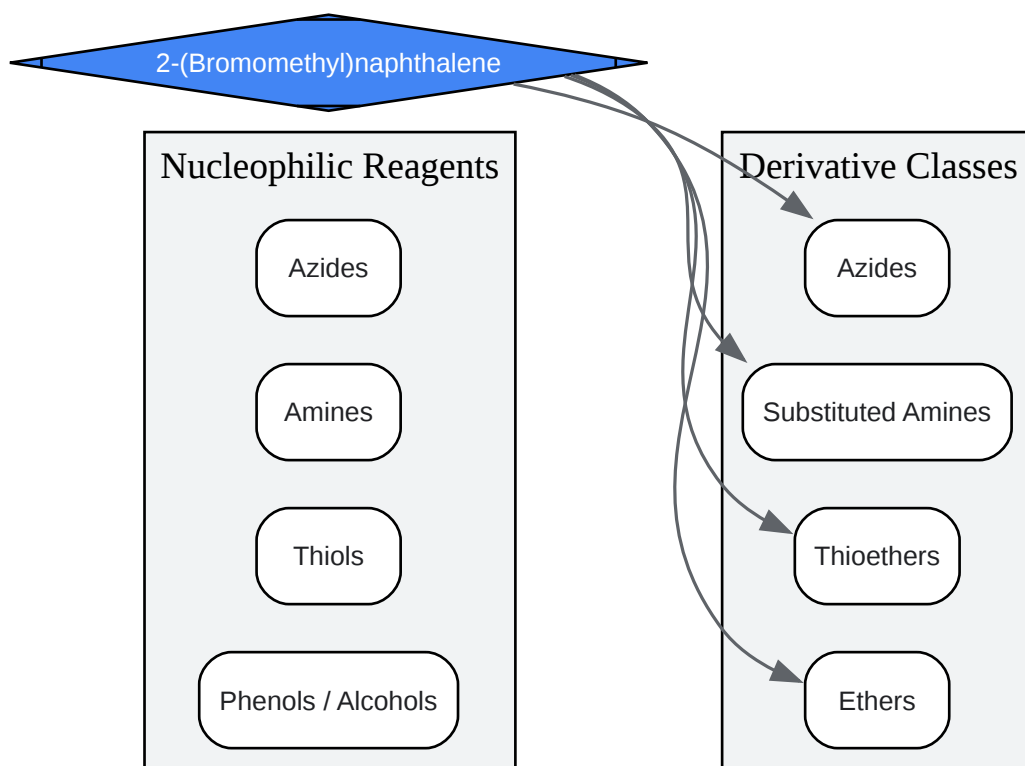 2-(Bromomethyl)naphthalene
Nucleophilic Reagents
Azides
Amines
Thiols
Phenols / Alcohols
Derivative Classes
Azides
Substituted Amines
Thioethers
Ethers